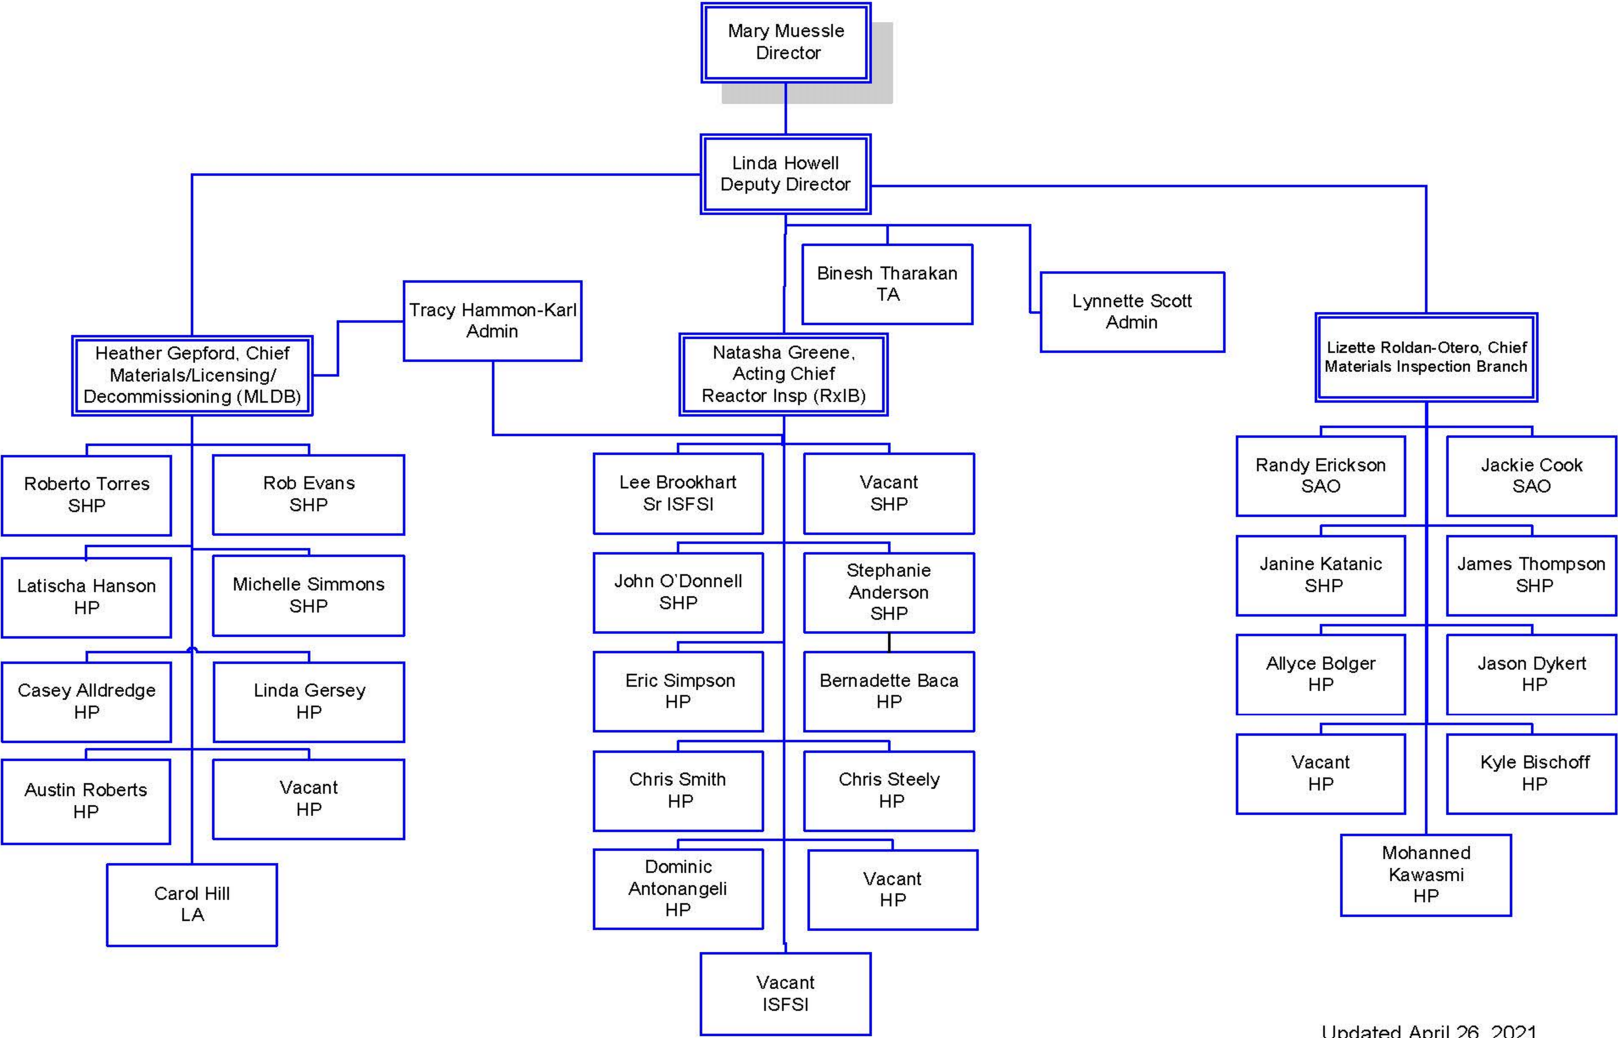 Mary Muessle
Director
Linda Howell
Deputy Director
Binesh Tharakan
TA
Lynnette Scott
Admin
Tracy Hammon-Karl
Admin
Heather Gepford, Chief
Materials/Licensing/
Decommissioning (MLDB)
Natasha Greene,
Acting Chief
Reactor Insp (RxIB)
Lizette Roldan-Otero, Chief
Materials Inspection Branch
Roberto Torres
SHP
Rob Evans
SHP
Latischa Hanson
HP
Michelle Simmons
SHP
Casey Alldredge
HP
Linda Gersey
HP
Austin Roberts
HP
Vacant
HP
Carol Hill
LA
Lee Brookhart
Sr ISFSI
Vacant
SHP
John O'Donnell
SHP
Stephanie
Anderson
SHP
Eric Simpson
HP
Bernadette Baca
HP
Chris Smith
HP
Chris Steely
HP
Dominic
Antonangeli
HP
Vacant
HP
Vacant
ISFSI
Randy Erickson
SAO
Jackie Cook
SAO
Janine Katanic
SHP
James Thompson
SHP
Allyce Bolger
HP
Jason Dykert
HP
Vacant
HP
Kyle Bischoff
HP
Mohanned
Kawasmi
HP
Updated April 26, 2021